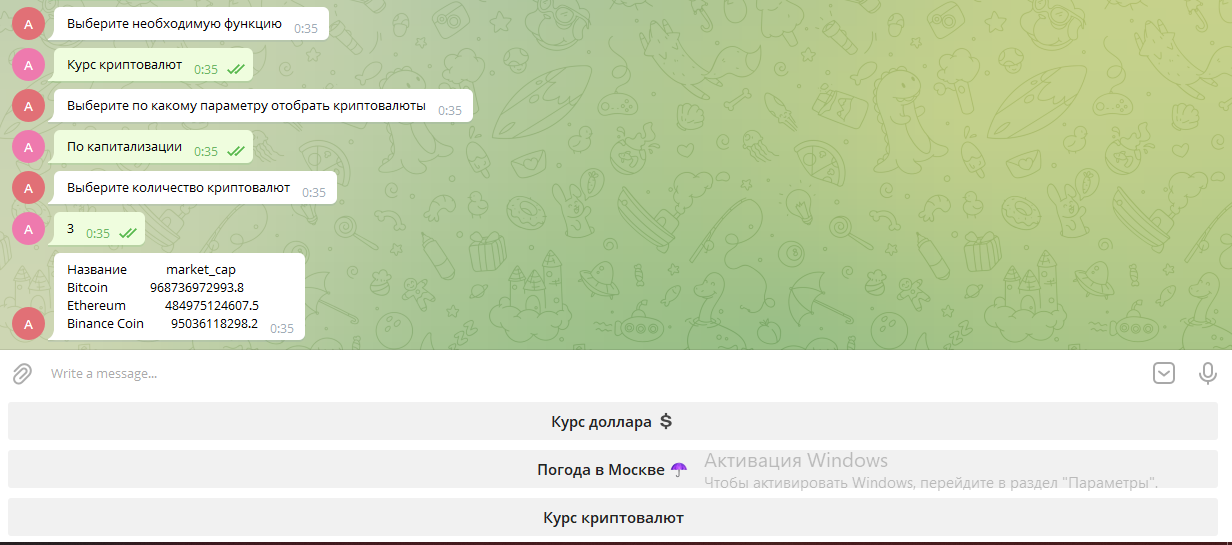 A Выберите необходимую функцию 0:35
A Курс криптовалют 0:35
A Выберите по какому параметру отобрать криптовалюты 0:35
A По капитализации 0:35
A Выберите количество криптовалют 0:35
A 3 0:35
Название market_cap
Bitcoin 968736972993.8
Ethereum 484975124607.5
A Binance Coin 95036118298.2 0:35
Write a message...
Курс доллара $
Погода в Москве ☂
Активация Windows
Чтобы активировать Windows, перейдите в раздел "Параметры".
Курс криптовалют